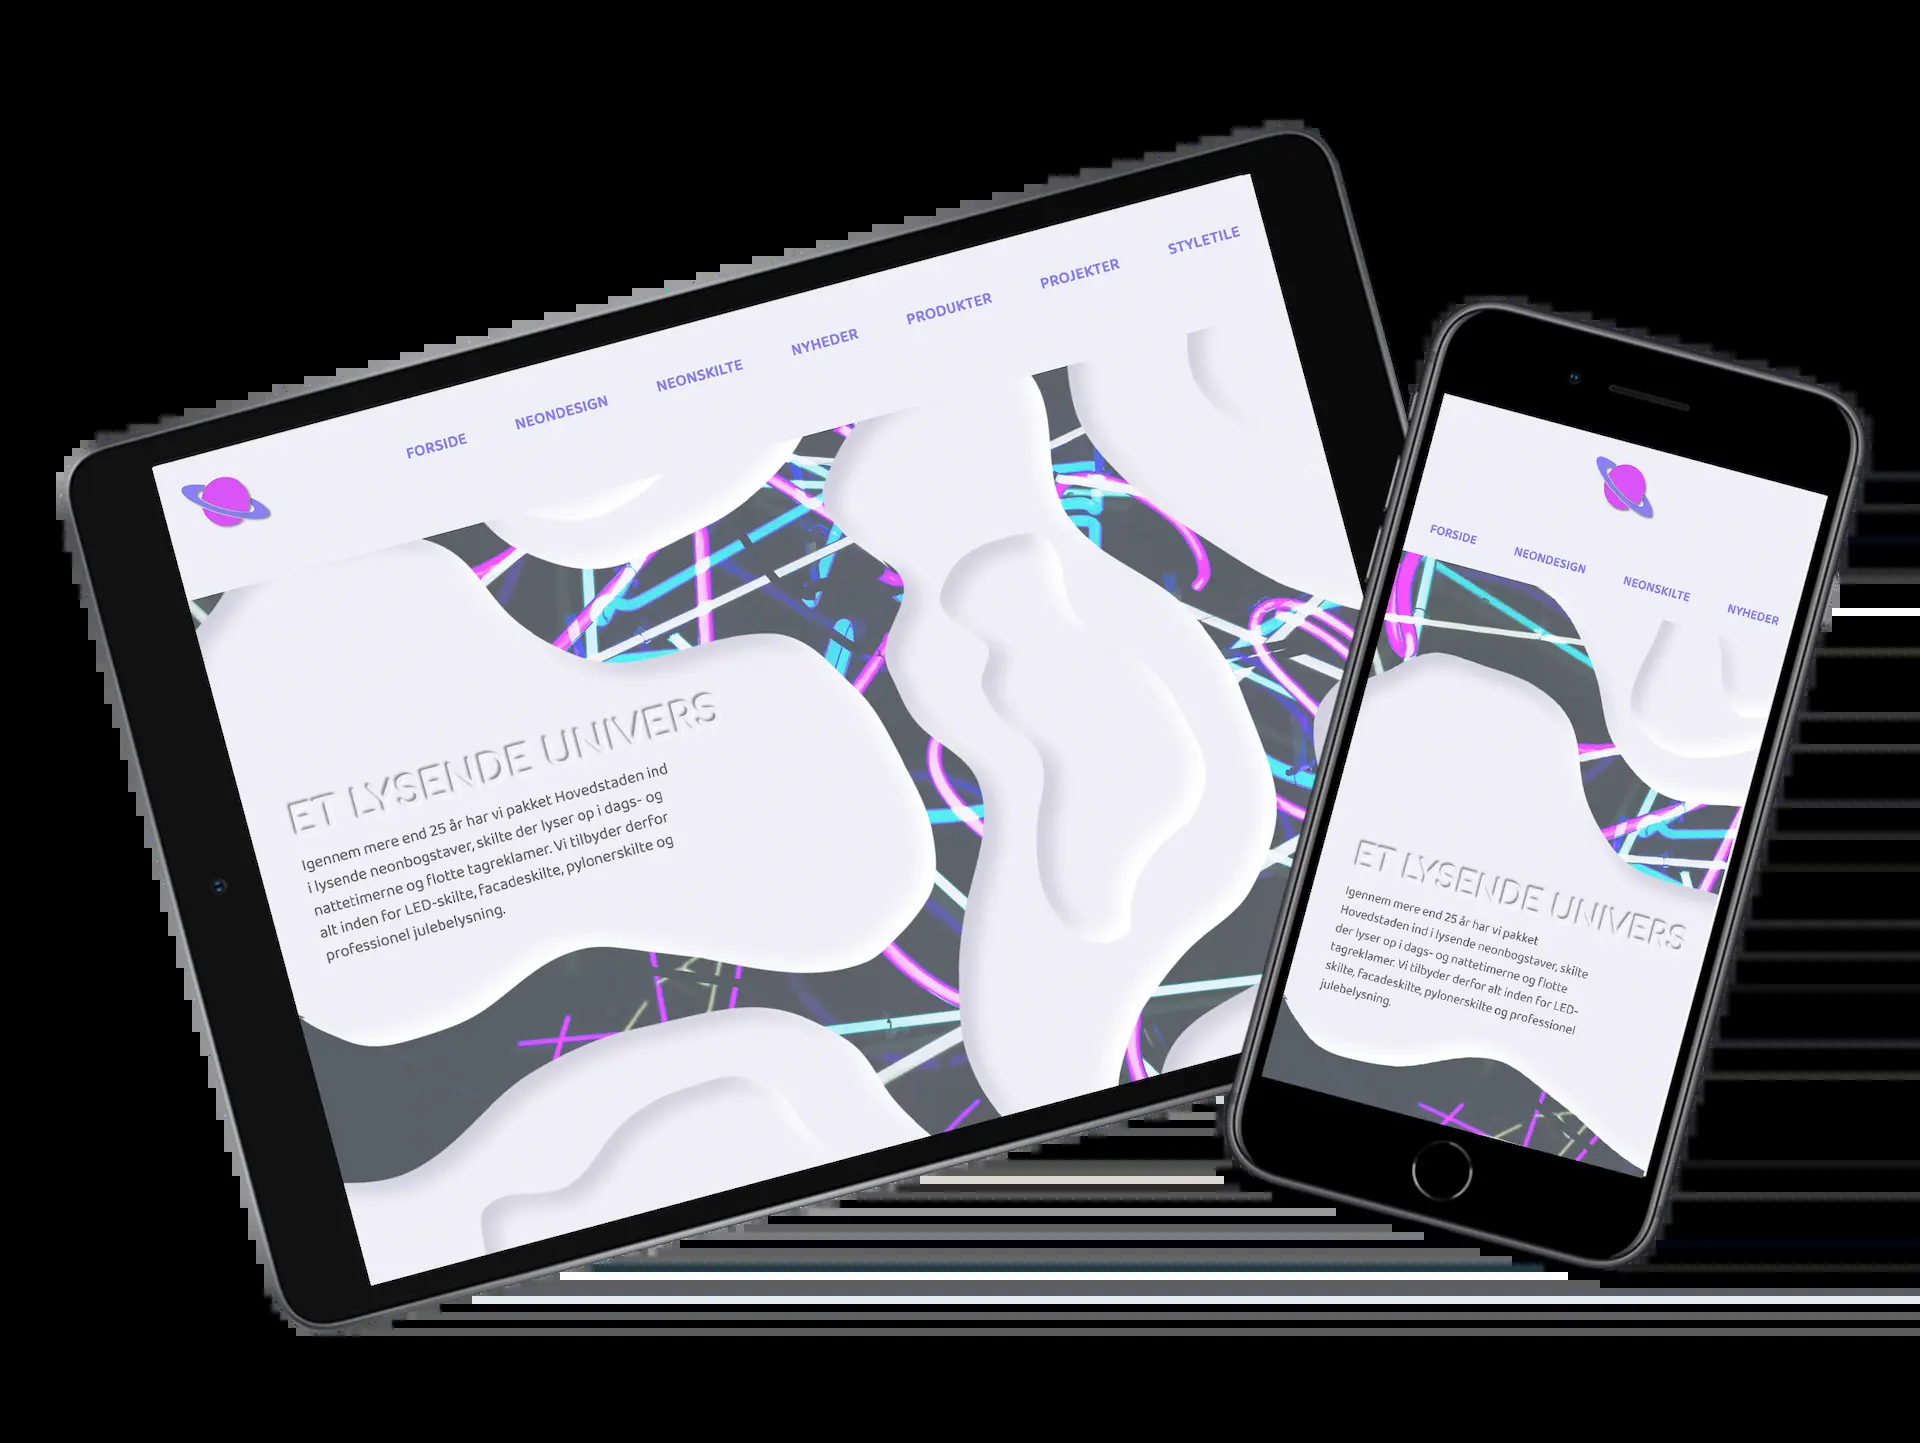 FORSIDE NEONDESIGN NEONSKILTE NYHEDER PRODUKTER PROJEKTER STYLETILE
ET LYSENDE UNIVERS
Igennem mere end 25 år har vi pakket Hovedstaden ind
i lysende neonbogstaver, skilte der lyser op i dags- og
nattetimerne og flotte tagreklamer. Vi tilbyder derfor
alt inden for LED-skilte, facadeskilte, pylonerskilte og
professionel julebelysning.
FORSIDE NEONDESIGN NEONSKILTE NYHEDER
ET LYSENDE UNIVERS
Igennem mere end 25 år har vi pakket
Hovedstaden ind i lysende neonbogstaver, skilte
der lyser op i dags- og nattetimerne og flotte
tagreklamer. Vi tilbyder derfor alt inden for LED-
skilte, facadeskilte, pylonerskilte og professionel
julebelysning.